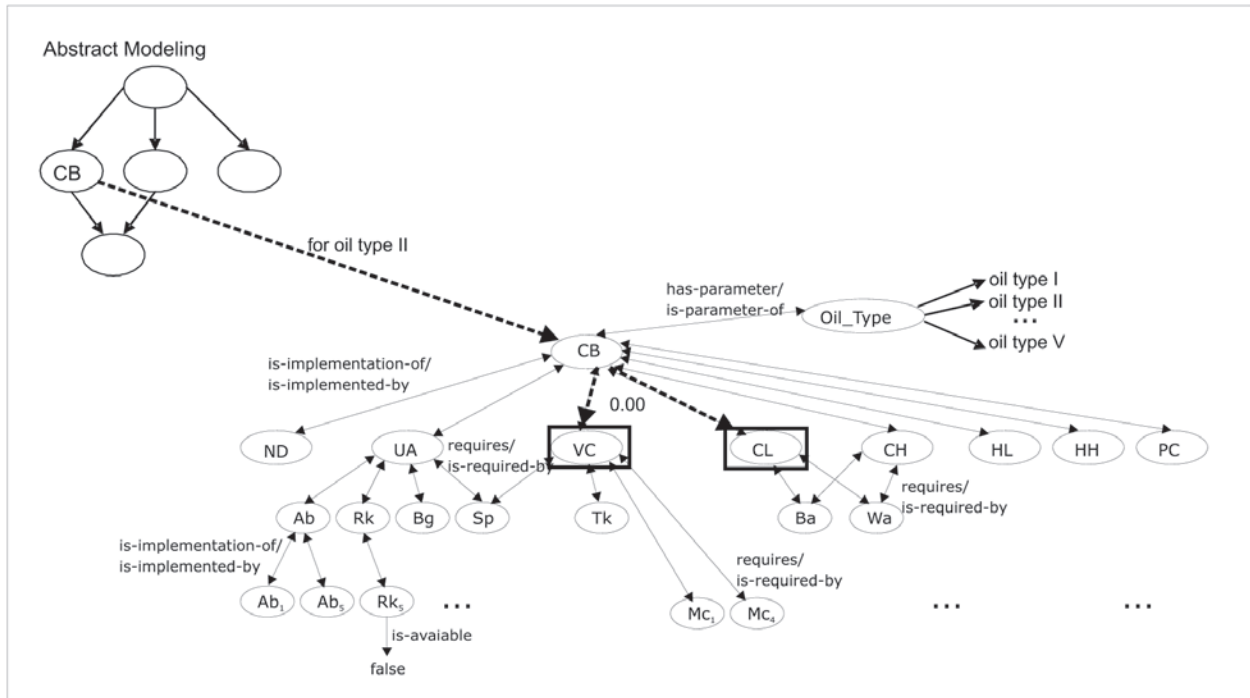 Abstract Modeling
CB
for oil type II
has-parameter/
is-parameter-of
Oil_Type
oil type I
oil type II
...
oil type V
CB
is-implementation-of/
is-implemented-by
0.00
ND
UA
requires/
is-required-by
VC
CL
CH
HL
HH
PC
requires/
is-required-by
Ab
Rk
Bg
Sp
Tk
Ba
Wa
is-implementation-of/
is-implemented-by
requires/
is-required-by
Ab₁
Ab₅
Rk₅
...
Mc₁
Mc₄
...
...
is-avaiable
false